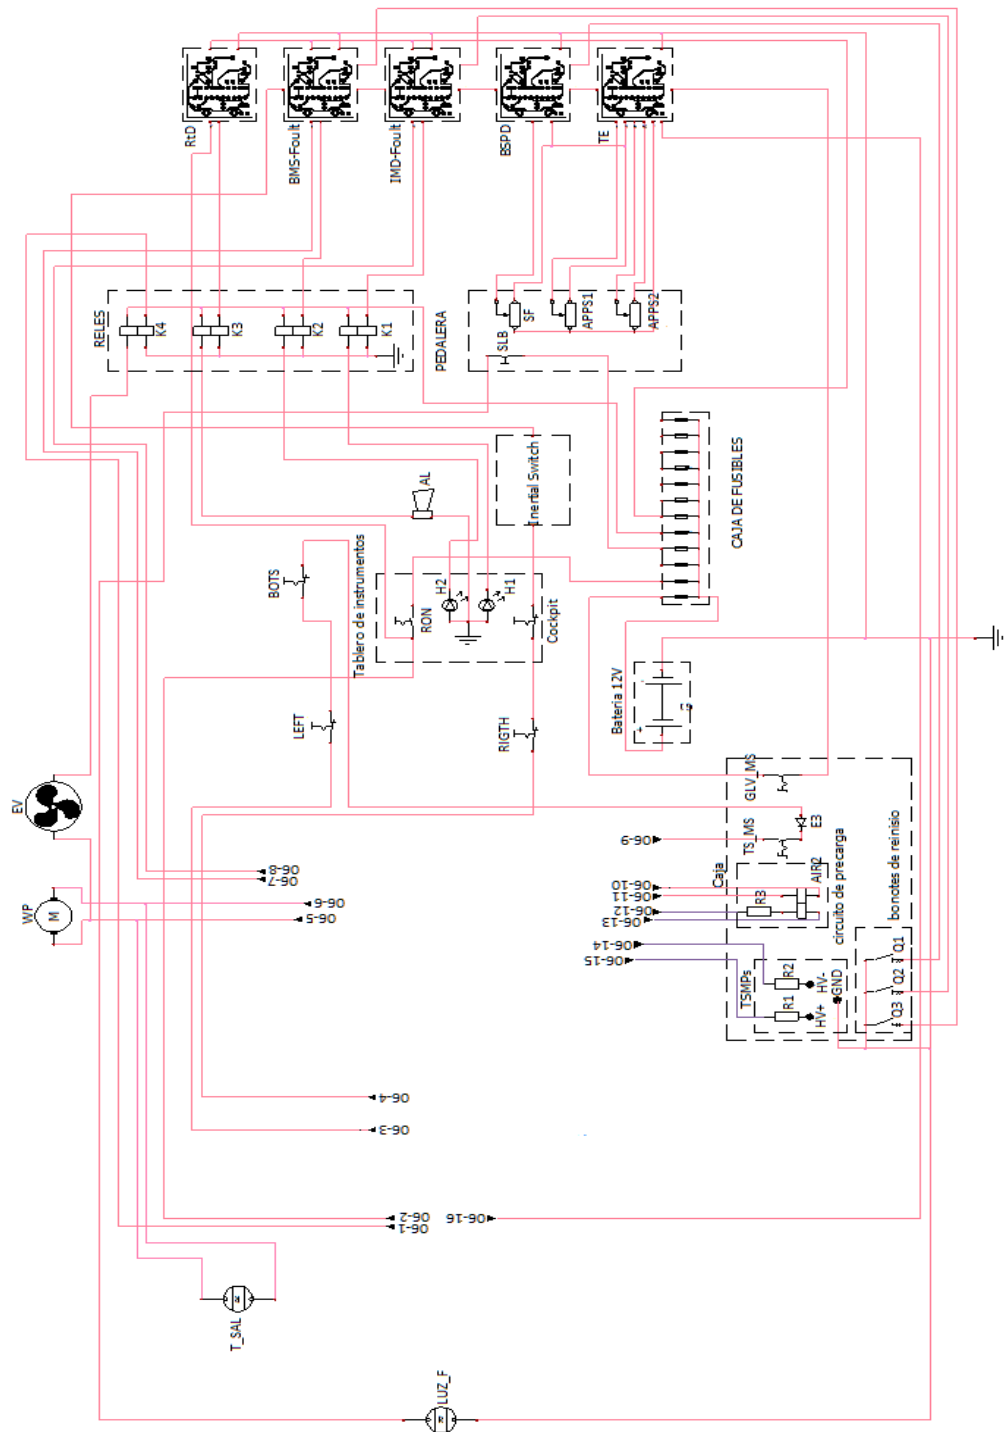 RtD
BMS-Foult
IMD-Foult
BSPD
TE
RELES
K4
K3
K2
K1
PEDALERA
SLB
SF
APPS1
APPS2
CAJA DE FUSIBLES
Inertial Switch
AL
BOTS
Tablero de instrumentos
RON
H2
H1
Cockpit
LEFT
RIGTH
Bateria 12V
+
EV
WP
M
GLV_MS
TS_MS
E3
Caja
AIR2
R3
circuito de precarga
bonotes de reinisio
TSMPs
R1
R2
HV+
HV-
GND
Q1
Q2
Q3
06-8
06-7
06-6
06-5
06-9
06-10
06-11
06-12
06-13
06-14
06-15
06-4
06-3
06-2
06-1
06-16
T_SAL
LUZ_F